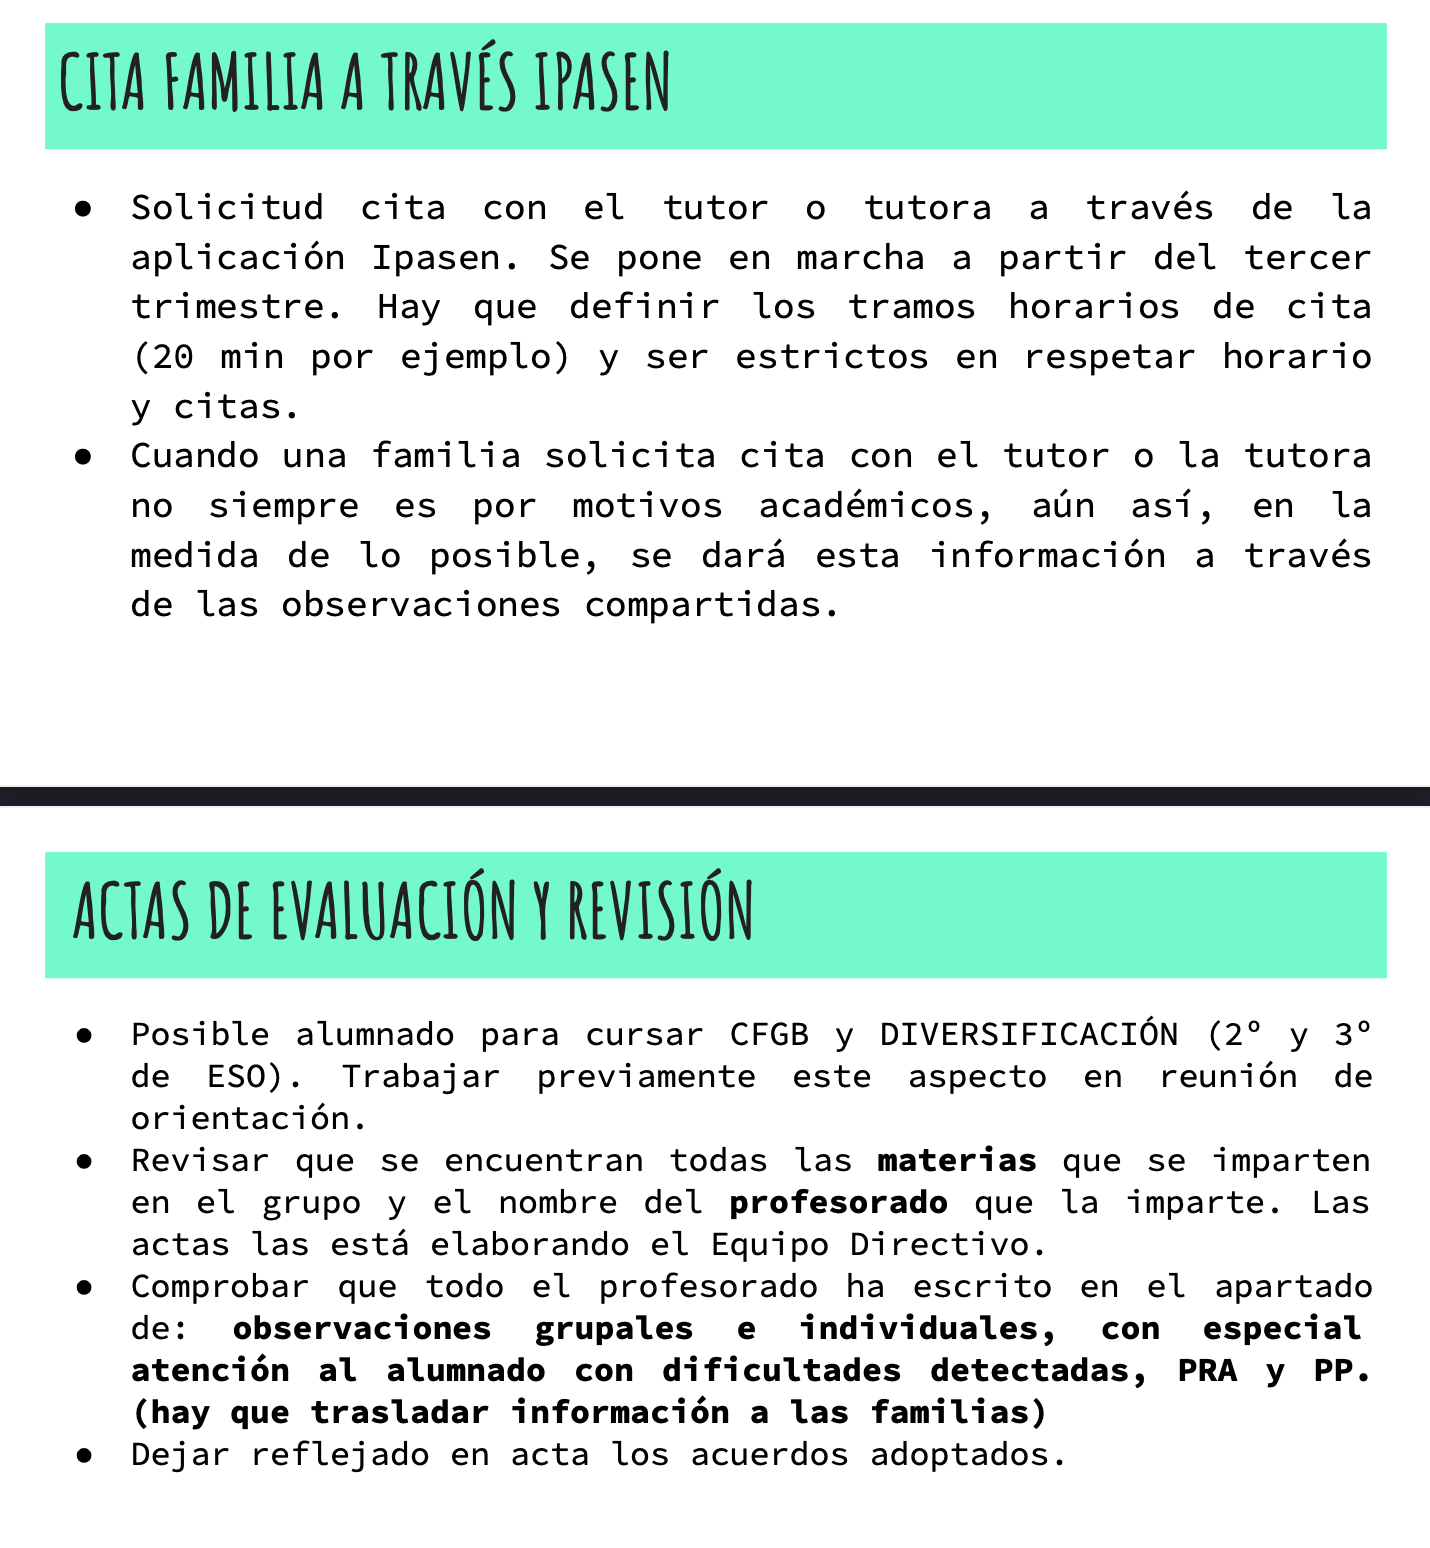 CITA FAMILIA A TRAVÉS IPASEN
● Solicitud cita con el tutor o tutora a través de la
aplicación Ipasen. Se pone en marcha a partir del tercer
trimestre. Hay que definir los tramos horarios de cita
(20 min por ejemplo) y ser estrictos en respetar horario
y citas.
● Cuando una familia solicita cita con el tutor o la tutora
no siempre es por motivos académicos, aún así, en la
medida de lo posible, se dará esta información a través
de las observaciones compartidas.
ACTAS DE EVALUACIÓN Y REVISIÓN
● Posible alumnado para cursar CFGB y DIVERSIFICACIÓN (2º y 3º
de ESO). Trabajar previamente este aspecto en reunión de
orientación.
● Revisar que se encuentran todas las materias que se imparten
en el grupo y el nombre del profesorado que la imparte. Las
actas las está elaborando el Equipo Directivo.
● Comprobar que todo el profesorado ha escrito en el apartado
de: observaciones grupales e individuales, con especial
atención al alumnado con dificultades detectadas, PRA y PP.
(hay que trasladar información a las familias)
● Dejar reflejado en acta los acuerdos adoptados.